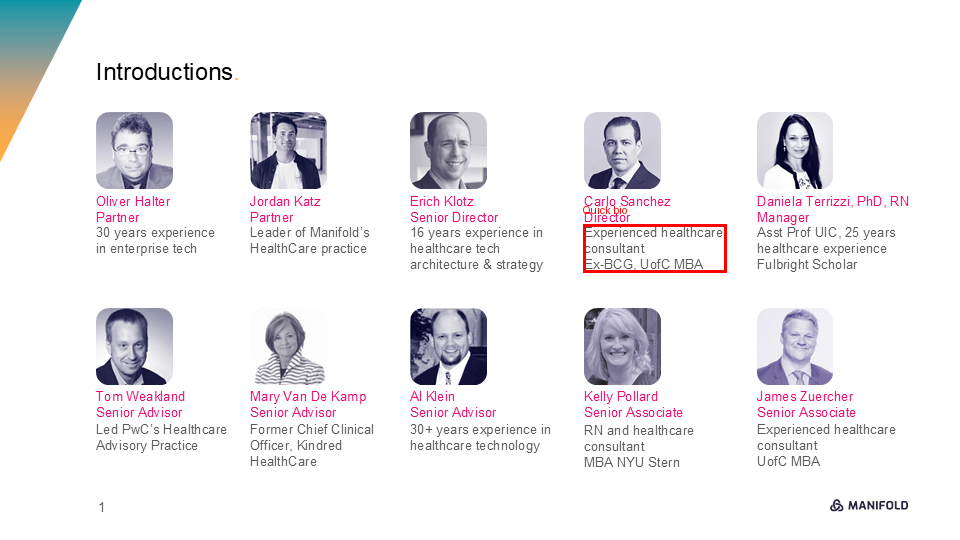 Introductions.
Oliver Halter
Partner
30 years experience
in enterprise tech
Jordan Katz
Partner
Leader of Manifold’s
HealthCare practice
Erich Klotz
Senior Director
16 years experience in
healthcare tech
architecture & strategy
Carlo Sanchez
Quick bio
Director
Experienced healthcare
consultant
Ex-BCG, UofC MBA
Daniela Terrizzi, PhD, RN
Manager
Asst Prof UIC, 25 years
healthcare experience
Fulbright Scholar
Tom Weakland
Senior Advisor
Led PwC’s Healthcare
Advisory Practice
Mary Van De Kamp
Senior Advisor
Former Chief Clinical
Officer, Kindred
HealthCare
Al Klein
Senior Advisor
30+ years experience in
healthcare technology
Kelly Pollard
Senior Associate
RN and healthcare
consultant
MBA NYU Stern
James Zuercher
Senior Associate
Experienced healthcare
consultant
UofC MBA
1
MANIFOLD